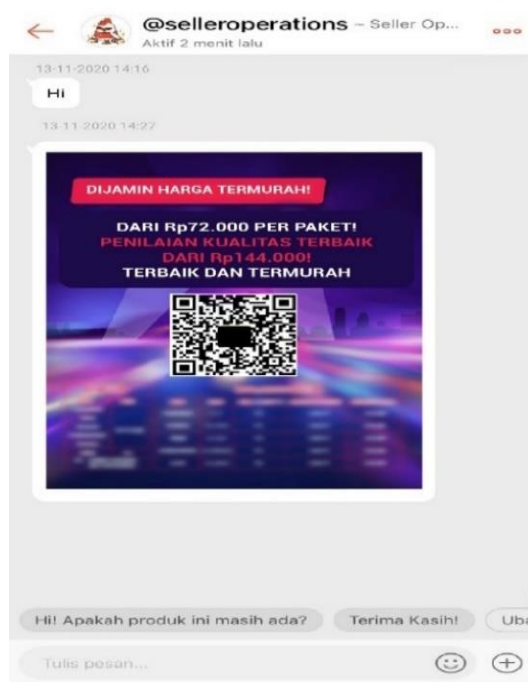 @selleroperations – Seller Op...
Aktif 2 menit lalu
13-11-2020 14:16
Hi
13-11-2020 14:27
DIJAMIN HARGA TERMURAH!
DARI Rp72.000 PER PAKET!
PENILAIAN KUALITAS TERBAIK
DARI Rp144.000!
TERBAIK DAN TERMURAH
Hi! Apakah produk ini masih ada?
Terima Kasih!
Uba
Tulis pesan...